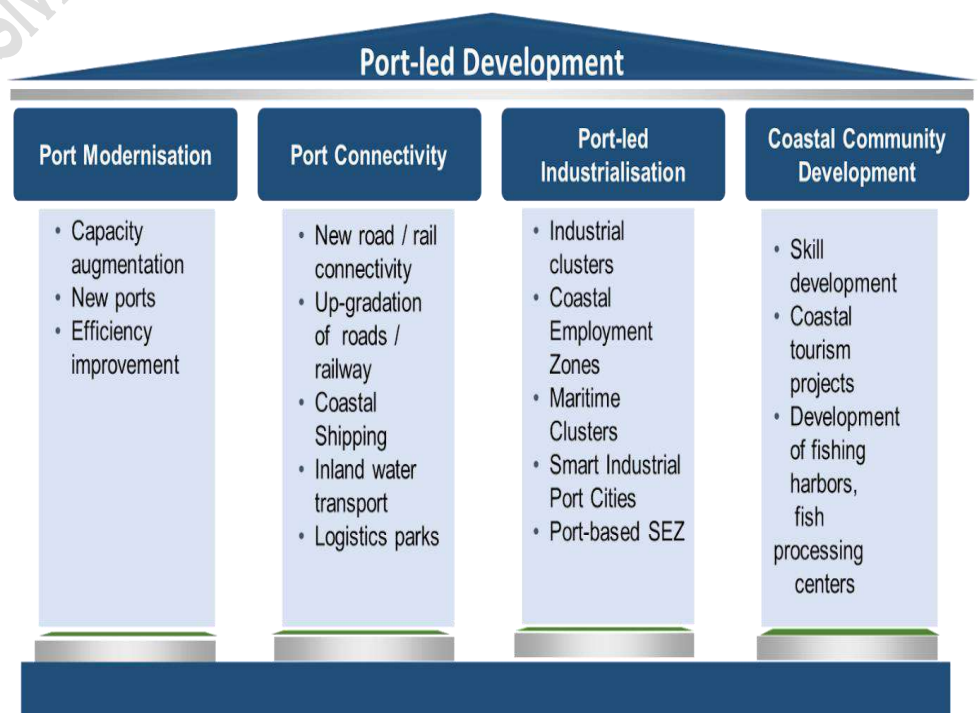 Port-led Development
Port Modernisation
• Capacity
augmentation
• New ports
• Efficiency
improvement
Port Connectivity
• New road / rail
connectivity
• Up-gradation
of roads /
railway
• Coastal
Shipping
• Inland water
transport
• Logistics parks
Port-led
Industrialisation
• Industrial
clusters
• Coastal
Employment
Zones
• Maritime
Clusters
• Smart Industrial
Port Cities
• Port-based SEZ
Coastal Community
Development
• Skill
development
• Coastal
tourism
projects
• Development
of fishing
harbors,
fish
processing
centers